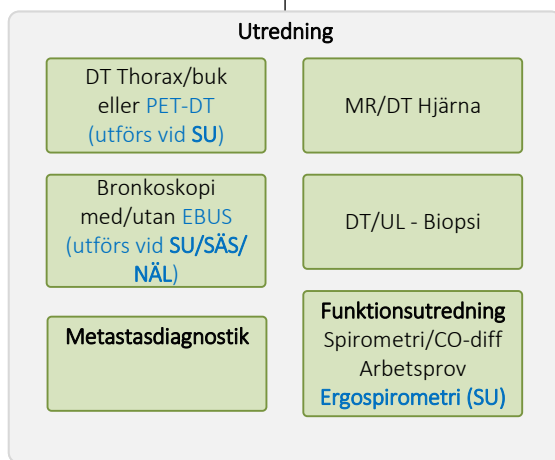 Utredning
DT Thorax/buk
eller PET-DT
(utförs vid SU)
MR/DT Hjärna
Bronkoskopi
med/utan EBUS
(utförs vid SU/SÄS/
NÄL)
DT/UL - Biopsi
Metastasdiagnostik
Funktionsutredning
Spirometri/CO-diff
Arbetsprov
Ergospirometri (SU)